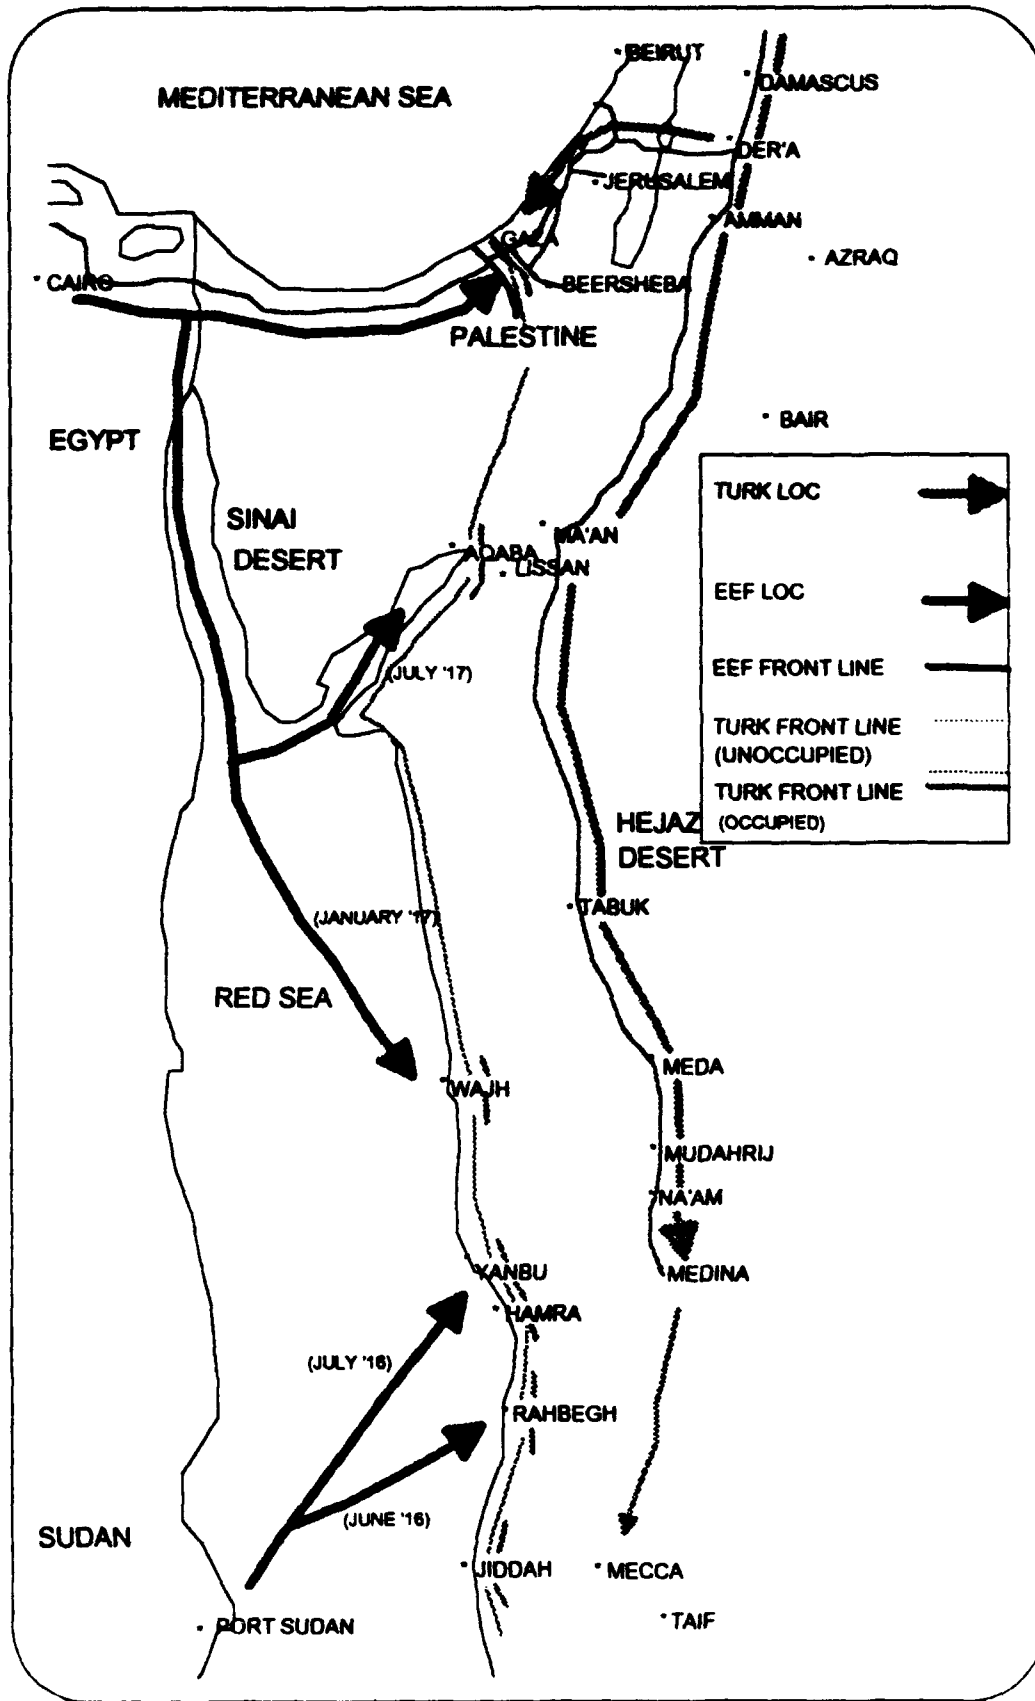 BEIRUT
DAMASCUS
MEDITERRANEAN SEA
DER'A
JERUSALEM
AMMAN
GAZA
AZRAQ
CAIRO
BEERSHEBA
PALESTINE
BAIR
EGYPT
TURK LOC
SINAI
DESERT
MA'AN
AQABA
LISSAN
EEF LOC
EEF FRONT LINE
(JULY '17)
TURK FRONT LINE
(UNOCCUPIED)
TURK FRONT LINE
(OCCUPIED)
HEJAZ
DESERT
TABUK
(JANUARY '17)
RED SEA
MEDA
WAJH
MUDAHRIJ
NA'AM
YANBU
MEDINA
HAMRA
(JULY '16)
RAHBEGH
(JUNE '16)
SUDAN
JIDDAH
MECCA
PORT SUDAN
TAIF